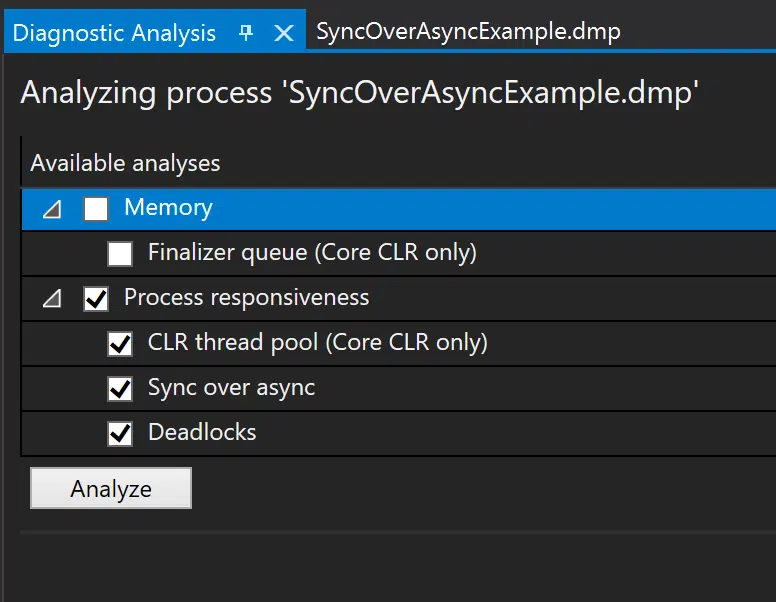 Diagnostic Analysis SyncOverAsyncExample.dmp
Analyzing process 'SyncOverAsyncExample.dmp'
Available analyses
Memory
Finalizer queue (Core CLR only)
Process responsiveness
CLR thread pool (Core CLR only)
Sync over async
Deadlocks
Analyze